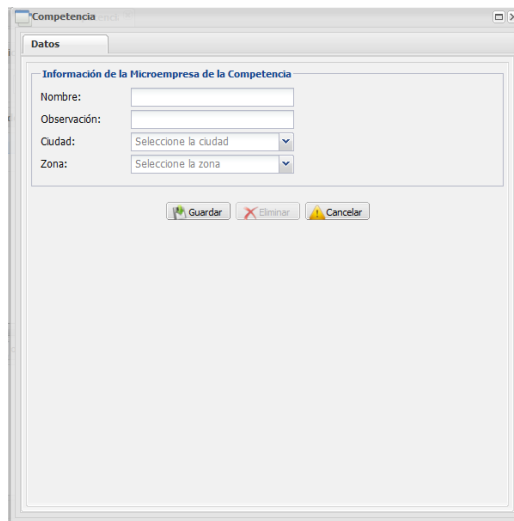 Competencia
Datos
Información de la Microempresa de la Competencia
Nombre:
Observación:
Ciudad: Seleccione la ciudad
Zona: Seleccione la zona
Guardar Elminar Cancelar